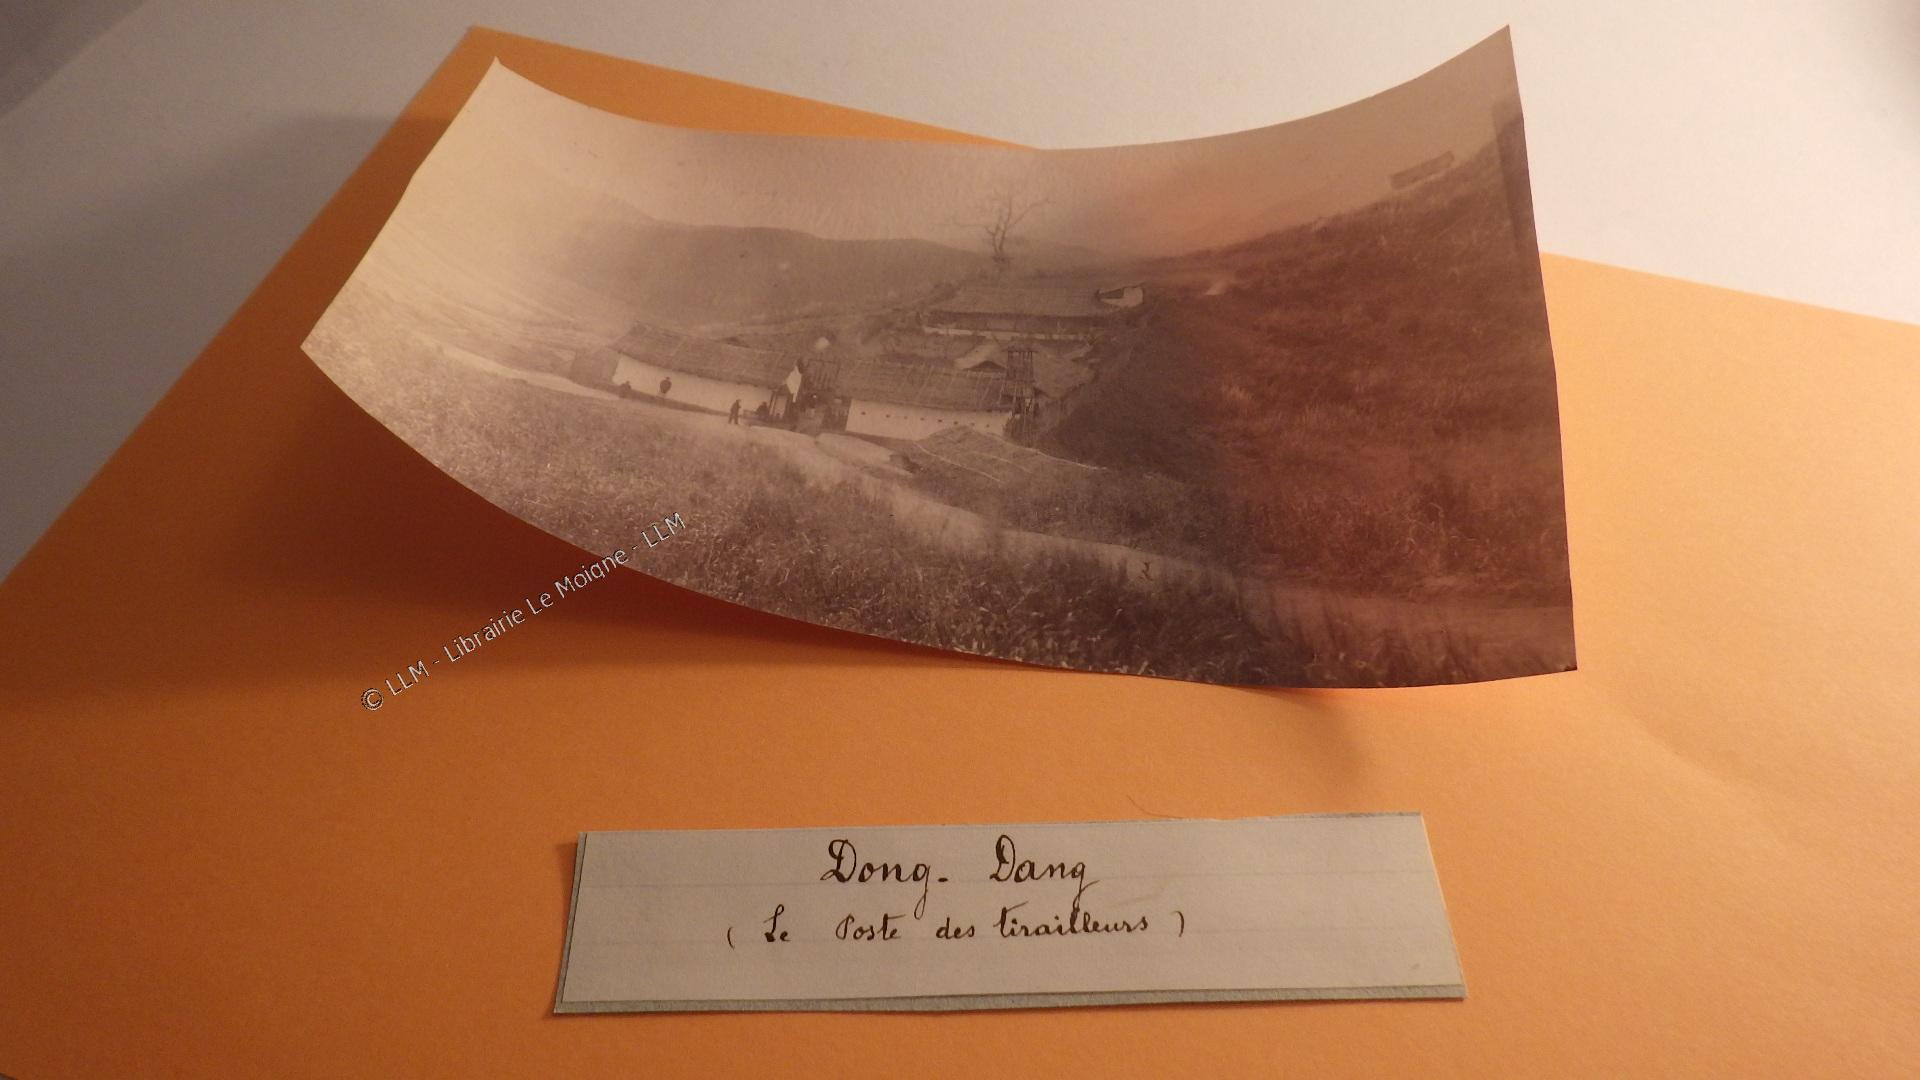 © LLM - Librairie Le Moigne - LLM
Dong - Dang
( Le Poste des tirailleurs )